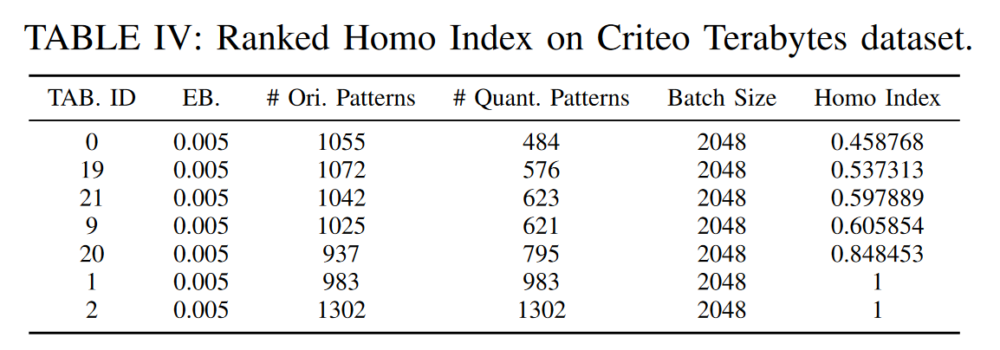 TABLE IV: Ranked Homo Index on Criteo Terabytes dataset.
TAB. ID EB. # Ori. Patterns # Quant. Patterns Batch Size Homo Index
0 0.005 1055 484 2048 0.458768
19 0.005 1072 576 2048 0.537313
21 0.005 1042 623 2048 0.597889
9 0.005 1025 621 2048 0.605854
20 0.005 937 795 2048 0.848453
1 0.005 983 983 2048 1
2 0.005 1302 1302 2048 1